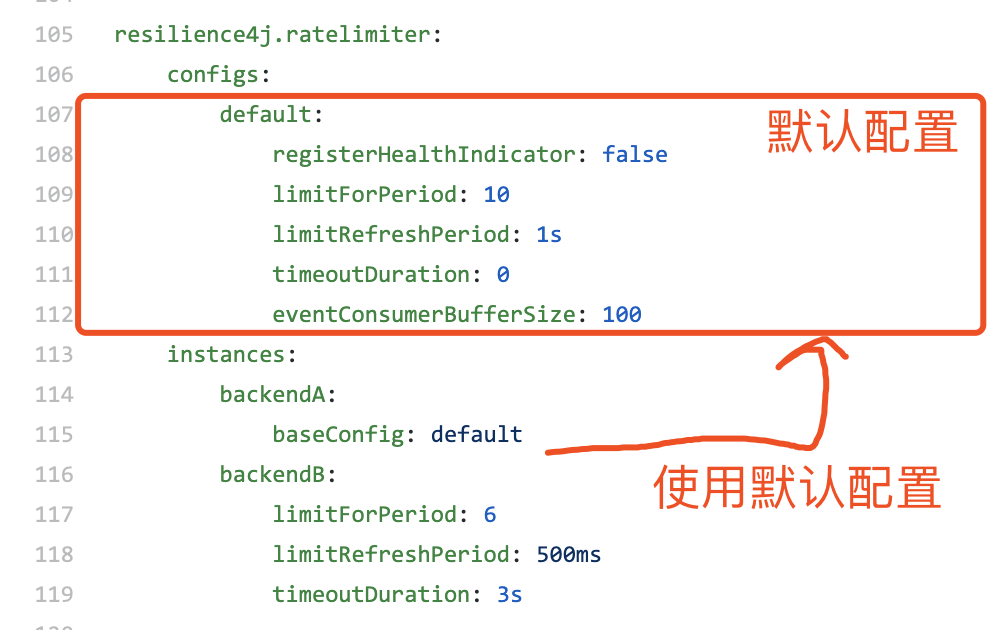 105 resilience4j.ratelimiter:
106 configs:
107 default:
默认配置
108 registerHealthIndicator: false
109 limitForPeriod: 10
110 limitRefreshPeriod: 1s
111 timeoutDuration: 0
112 eventConsumerBufferSize: 100
113 instances:
114 backendA:
115 baseConfig: default
116 backendB:
使用默认配置
117 limitForPeriod: 6
118 limitRefreshPeriod: 500ms
119 timeoutDuration: 3s